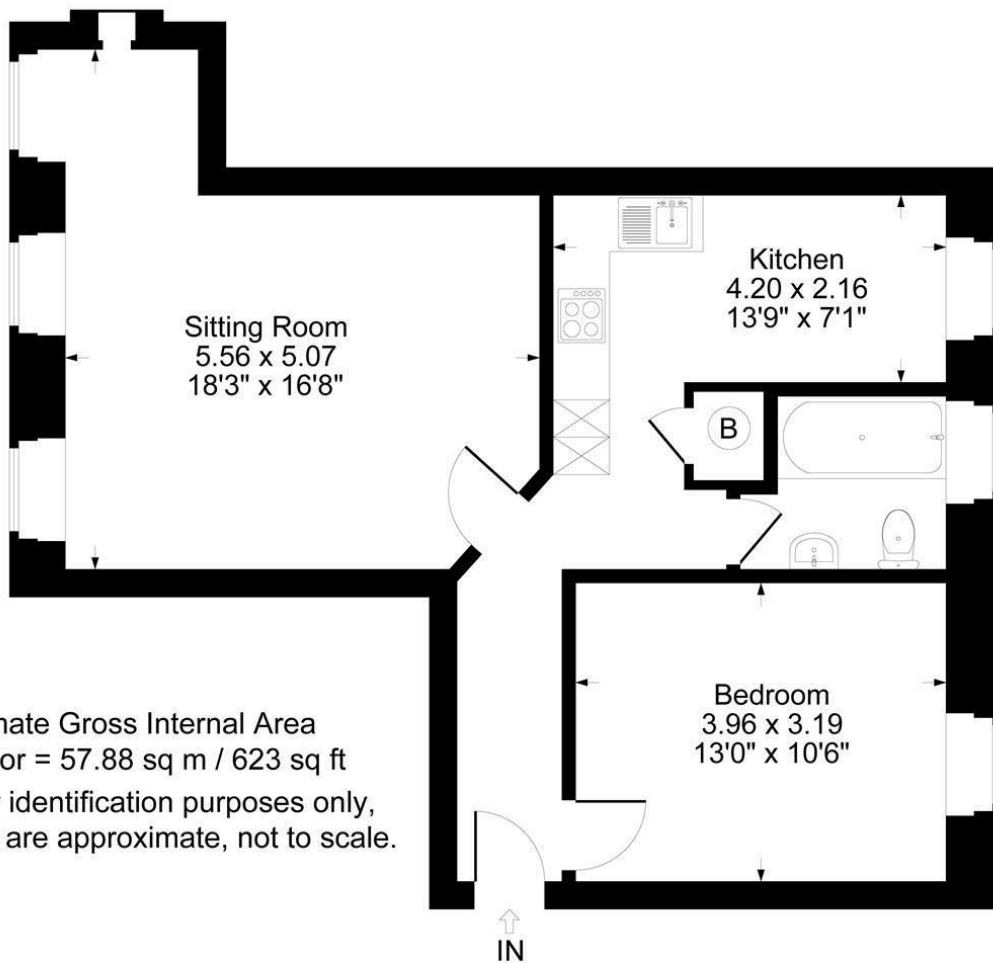 Sitting Room
5.56 x 5.07
18'3" x 16'8"
Kitchen
4.20 x 2.16
13'9" x 7'1"
B
Bedroom
3.96 x 3.19
13'0" x 10'6"
Gross Internal Area
= 57.88 sq m / 623 sq ft
identification purposes only,
are approximate, not to scale.
IN